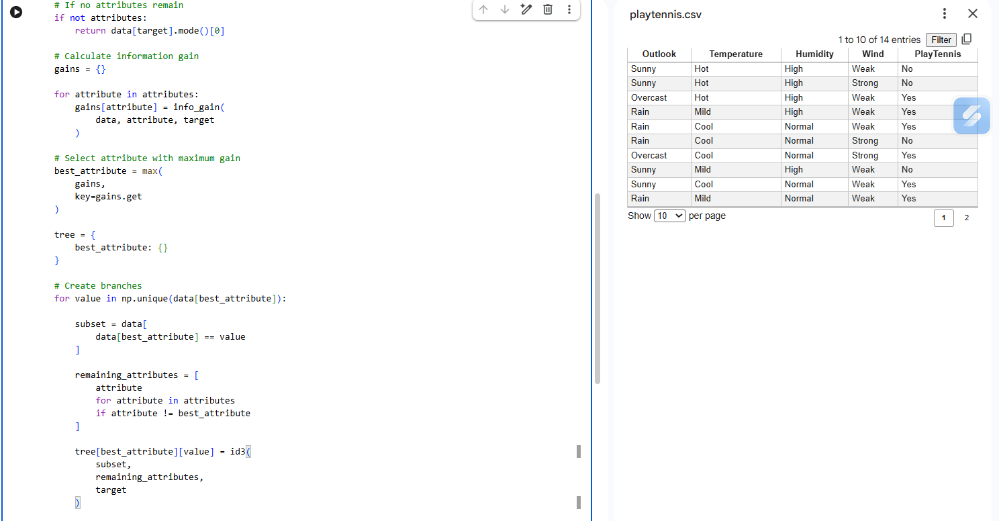 # If no attributes remain
if not attributes:
    return data[target].mode()[0]

# Calculate information gain
gains = {}

for attribute in attributes:
    gains[attribute] = info_gain(
        data, attribute, target
    )

# Select attribute with maximum gain
best_attribute = max(
    gains,
    key=gains.get
)

tree = {
    best_attribute: {}
}

# Create branches
for value in np.unique(data[best_attribute]):

    subset = data[
        data[best_attribute] == value
    ]

    remaining_attributes = [
        attribute
        for attribute in attributes
        if attribute != best_attribute
    ]

    tree[best_attribute][value] = id3(
        subset,
        remaining_attributes,
        target
    )
playtennis.csv
1 to 10 of 14 entries Filter
Outlook Temperature Humidity Wind PlayTennis
Sunny Hot High Weak No
Sunny Hot High Strong No
Overcast Hot High Weak Yes
Rain Mild High Weak Yes
Rain Cool Normal Weak Yes
Rain Cool Normal Strong No
Overcast Cool Normal Strong Yes
Sunny Mild High Weak No
Sunny Cool Normal Weak Yes
Rain Mild Normal Weak Yes
Show 10 per page 1 2